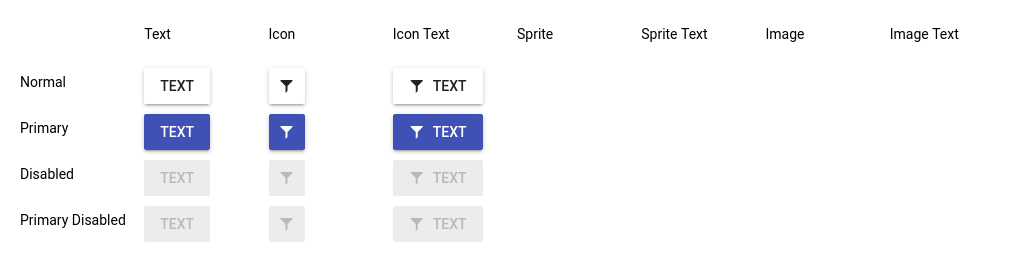 Text Icon Icon Text Sprite Sprite Text Image Image Text
Normal TEXT TEXT
Primary TEXT TEXT
Disabled TEXT TEXT
Primary Disabled TEXT TEXT